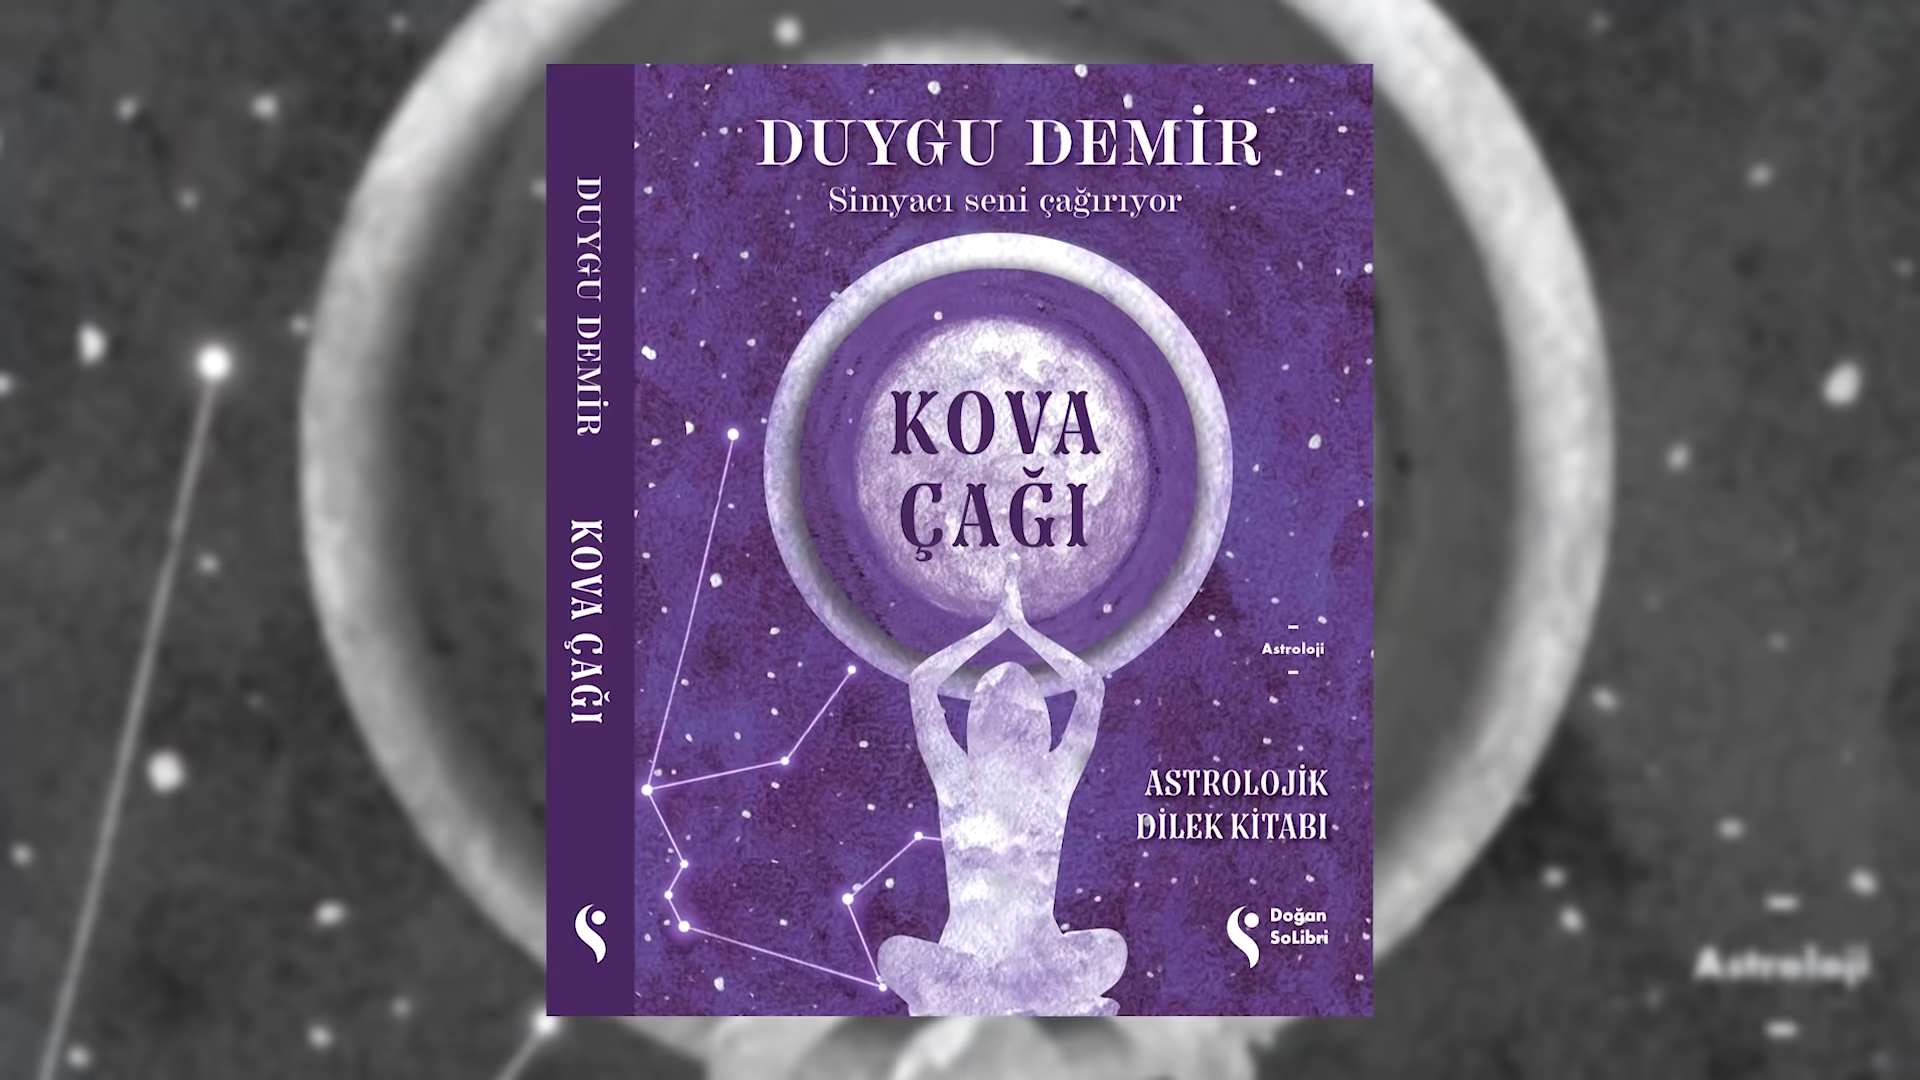 DUYGU DEMİR
KOVA ÇAĞI
DUYGU DEMİR
Simyacı seni çağırıyor
KOVA
ÇAĞI
Astroloji
ASTROLOJİK
DİLEK KİTABI
Doğan
SoLibri
Astroloji